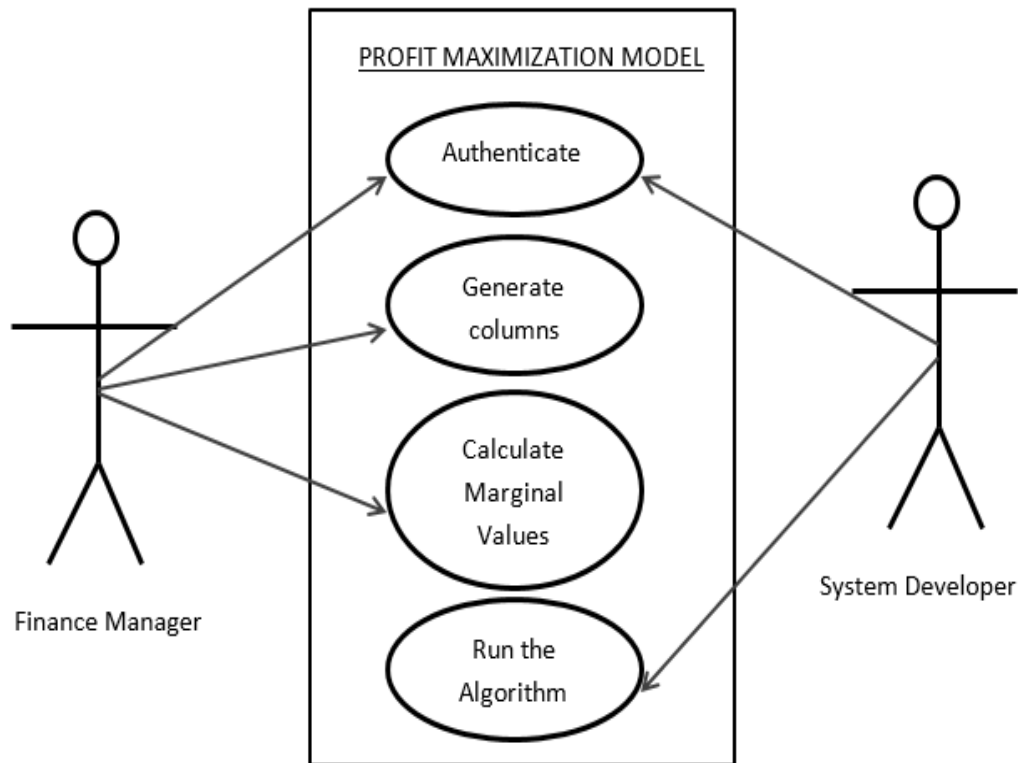 PROFIT MAXIMIZATION MODEL
Authenticate
Generate
columns
Calculate
Marginal
Values
Run the
Algorithm
Finance Manager
System Developer